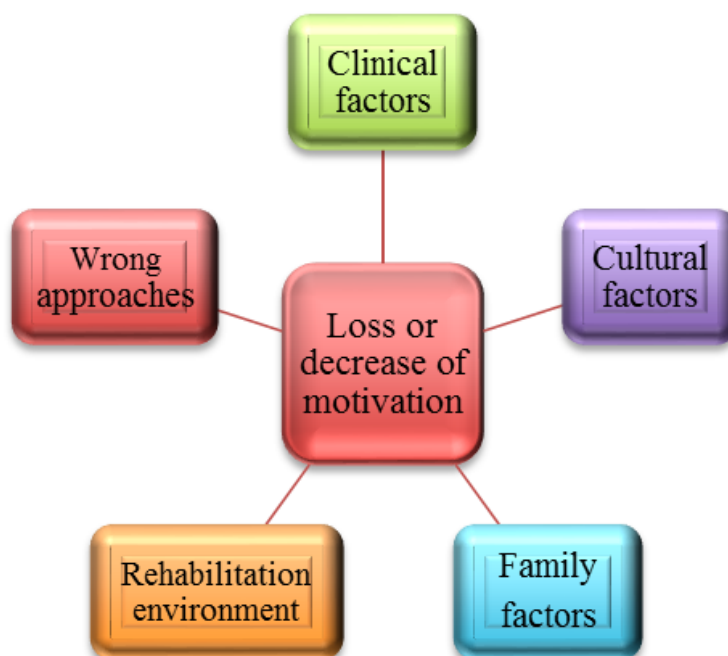 Clinical
factors
Wrong
approaches
Cultural
factors
Loss or
decrease of
motivation
Rehabilitation
environment
Family
factors